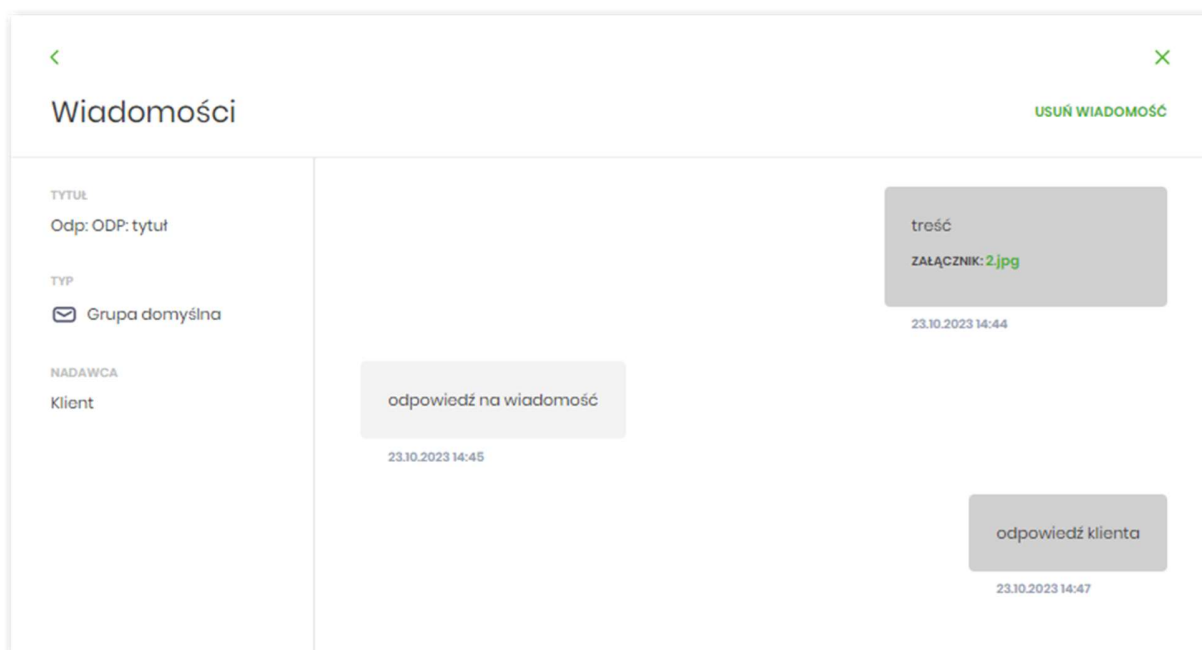 Wiadomości
USUŃ WIADOMOŚĆ
TYTUŁ
Odp: ODP: tytuł
TYP
Grupa domyślna
NADAWCA
Klient
treść
ZAŁĄCZNIK: 2.jpg
23.10.2023 14:44
odpowiedź na wiadomość
23.10.2023 14:45
odpowiedź klienta
23.10.2023 14:47